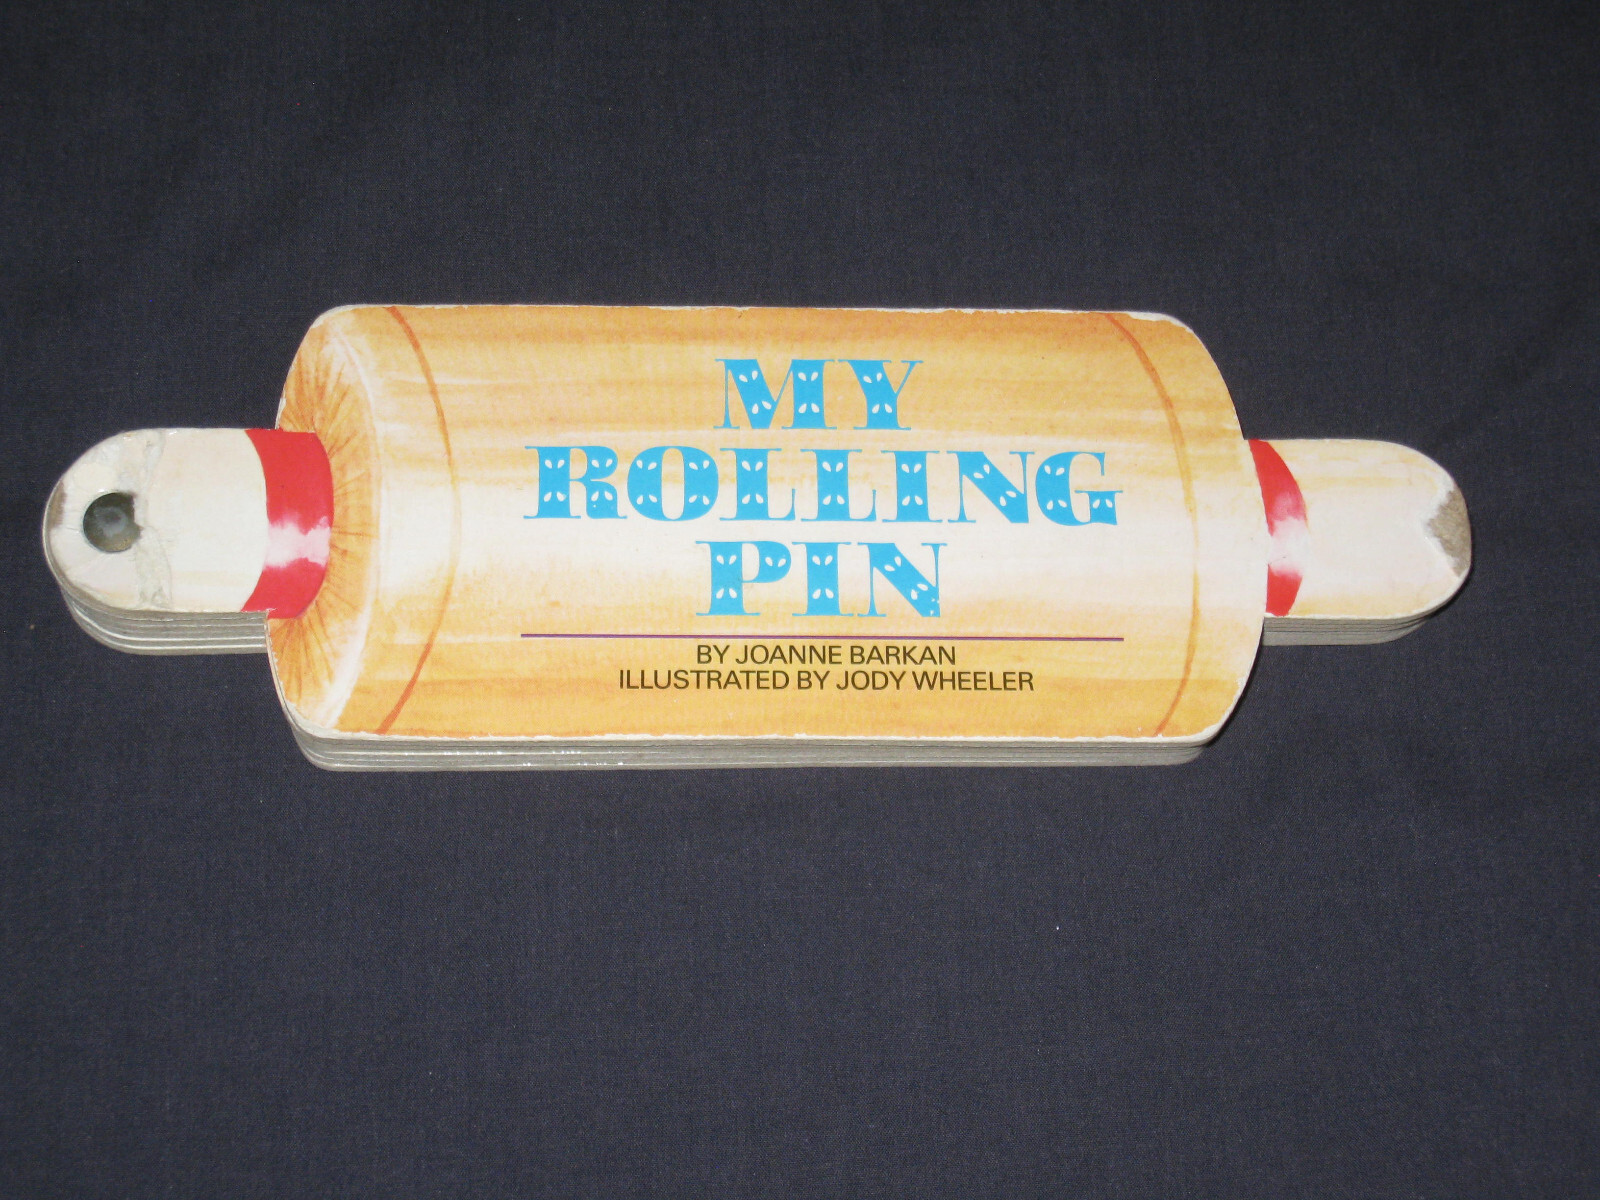 MY
ROLLING
PIN
BY JOANNE BARKAN
ILLUSTRATED BY JODY WHEELER